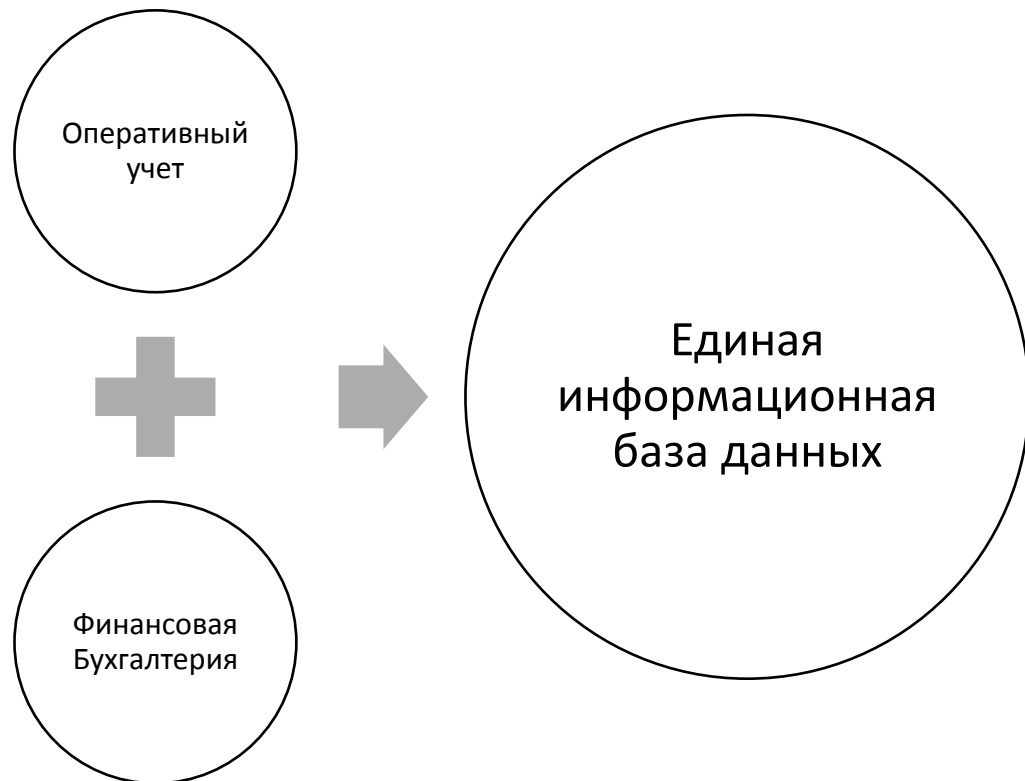 Оперативный
учет
Финансовая
Бухгалтерия
Единая
информационная
база данных